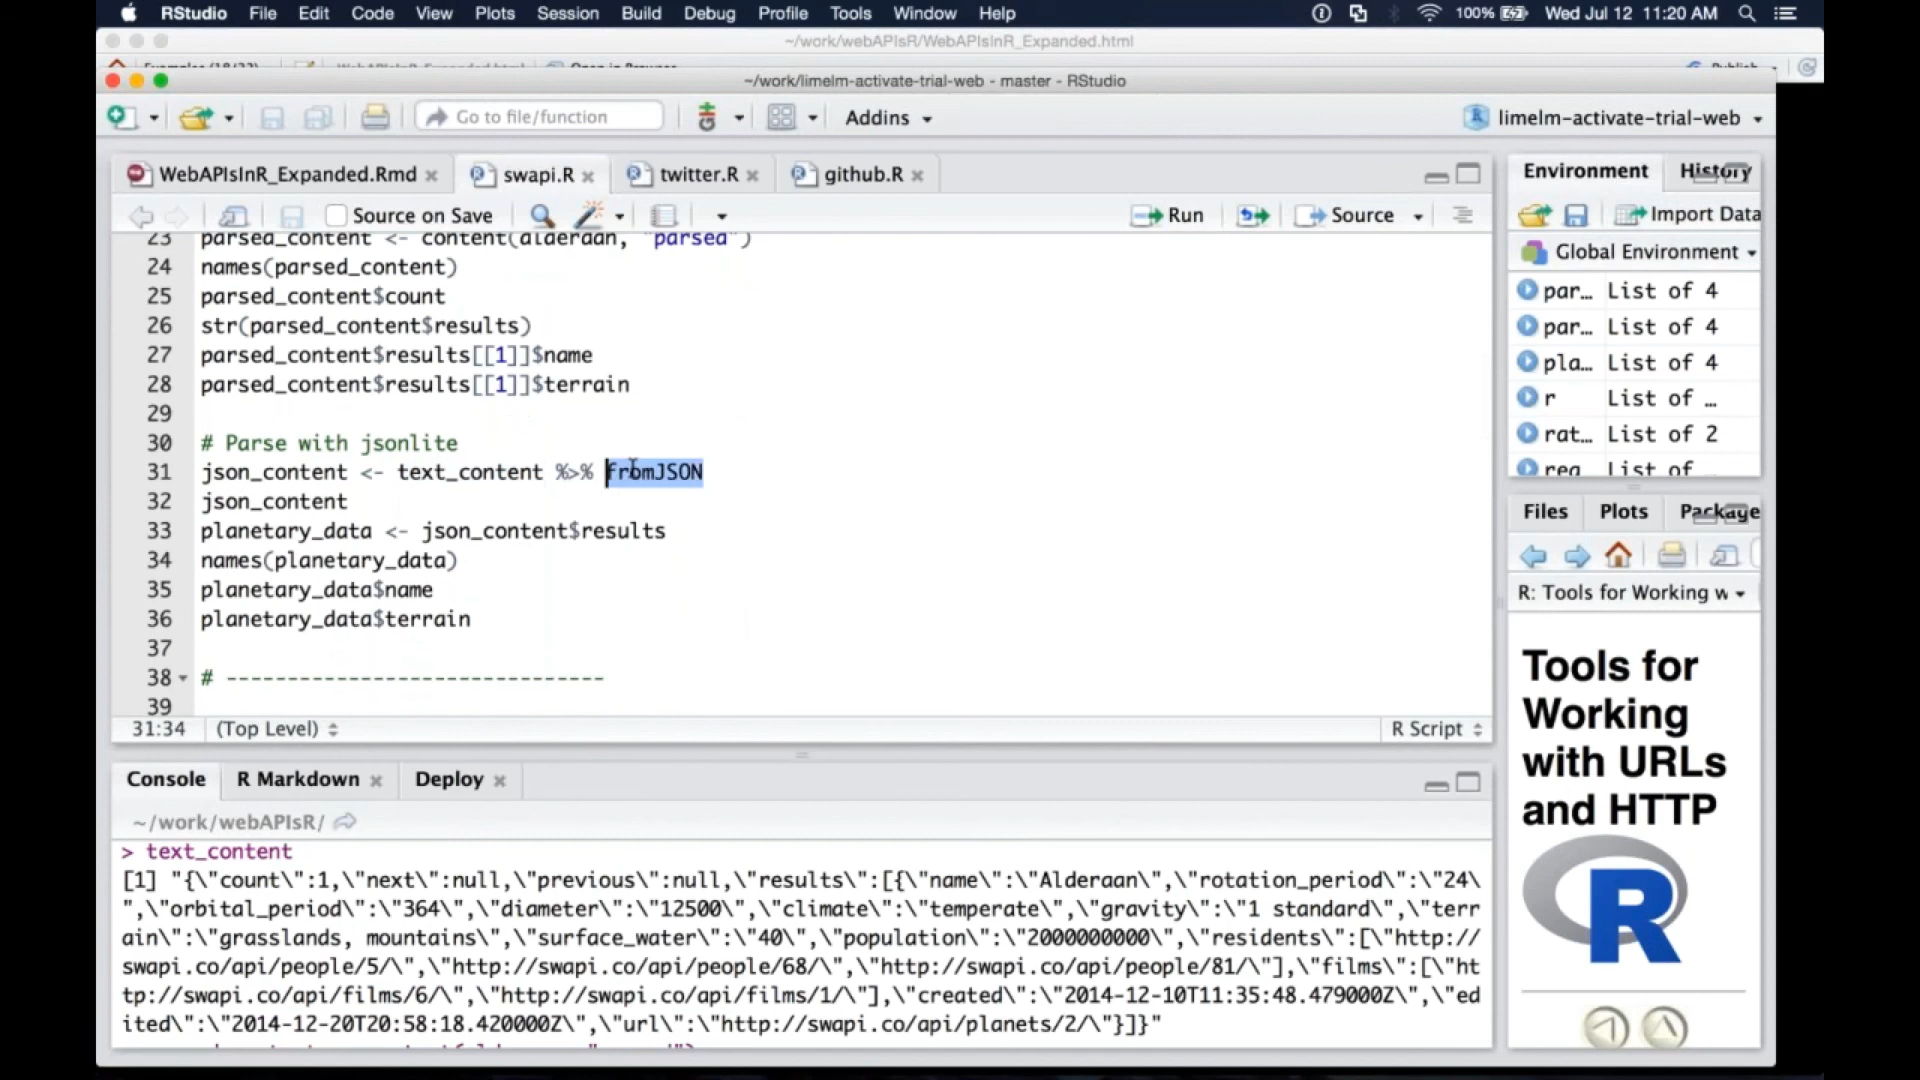 RStudio File Edit Code View Plots Session Build Debug Profile Tools Window Help 100% Wed Jul 12 11:20 AM
~/work/webAPIsR/WebAPIsInR_Expanded.html
~/work/limelm-activate-trial-web - master - RStudio
Go to file/function Addins limelm-activate-trial-web
WebAPIsInR_Expanded.Rmd swapi.R twitter.R github.R
Source on Save Run Source
23 parsed_content <- content(alderaan, "parsed")
24 names(parsed_content)
25 parsed_content$count
26 str(parsed_content$results)
27 parsed_content$results[[1]]$name
28 parsed_content$results[[1]]$terrain
29
30 # Parse with jsonlite
31 json_content <- text_content %>% fromJSON
32 json_content
33 planetary_data <- json_content$results
34 names(planetary_data)
35 planetary_data$name
36 planetary_data$terrain
37
38 # -------------------------------
39
31:34 (Top Level) R Script
Console R Markdown Deploy
~/work/webAPIsR/
> text_content
[1] "{\"count\":1,\"next\":null,\"previous\":null,\"results\":[{\"name\":\"Alderaan\",\"rotation_period\":\"24\
",\"orbital_period\":\"364\",\"diameter\":\"12500\",\"climate\":\"temperate\",\"gravity\":\"1 standard\",\"terr
ain\":\"grasslands, mountains\",\"surface_water\":\"40\",\"population\":\"2000000000\",\"residents\":[\"http://
swapi.co/api/people/5/\",\"http://swapi.co/api/people/68/\",\"http://swapi.co/api/people/81/\"],\"films\":[\"ht
tp://swapi.co/api/films/6/\",\"http://swapi.co/api/films/1/\"],\"created\":\"2014-12-10T11:35:48.479000Z\",\"ed
ited\":\"2014-12-20T20:58:18.420000Z\",\"url\":\"http://swapi.co/api/planets/2/\"}]}"
Environment History
Import Data
Global Environment
par... List of 4
par... List of 4
pla... List of 4
r List of ...
rat... List of 2
req List of
Files Plots Package
R: Tools for Working w
Tools for
Working
with URLs
and HTTP
R